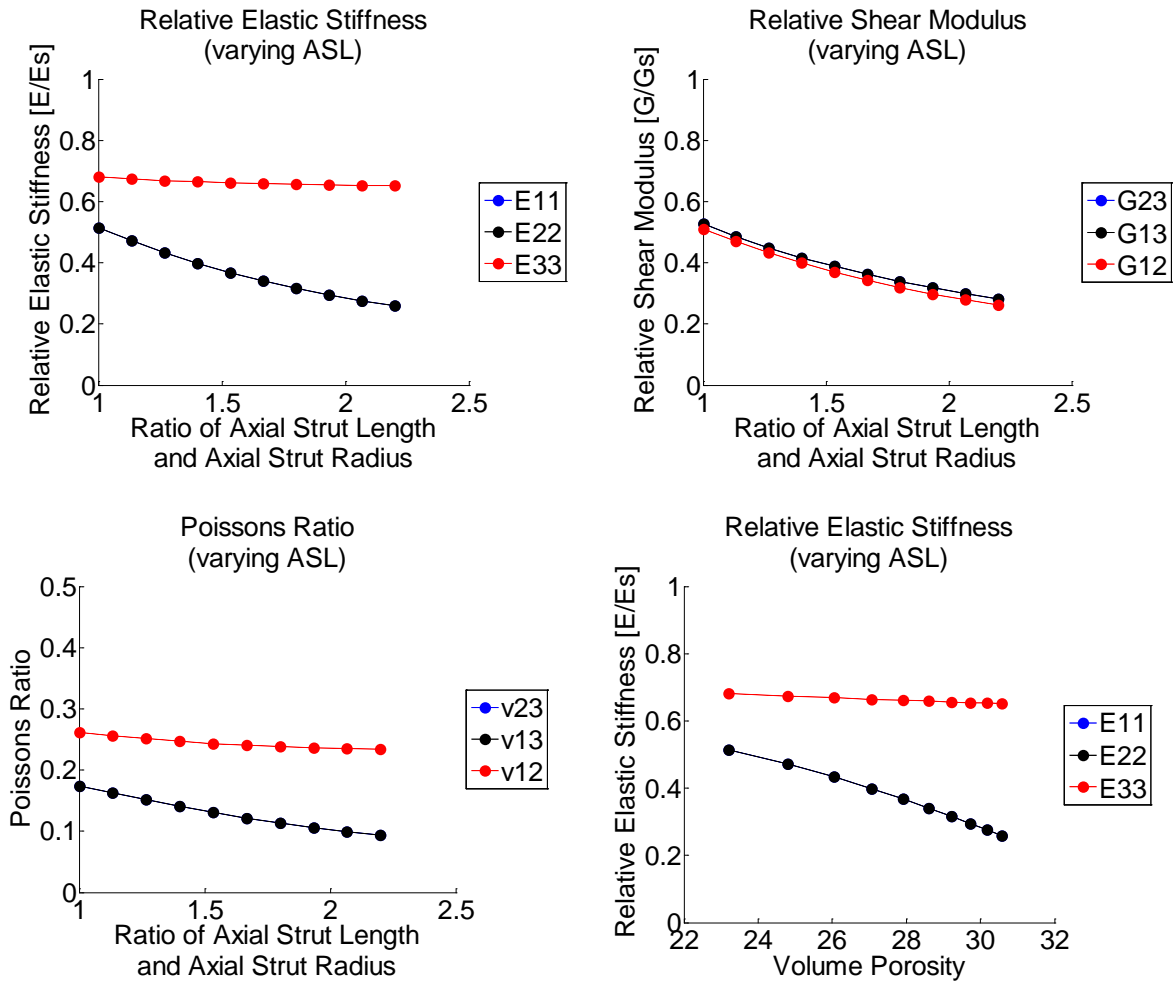 Relative Elastic Stiffness
(varying ASL)
Relative Elastic Stiffness [E/Es]
1
0.8
0.6
0.4
0.2
0
1
1.5
2
2.5
Ratio of Axial Strut Length
and Axial Strut Radius
E11
E22
E33
Relative Shear Modulus
(varying ASL)
Relative Shear Modulus [G/Gs]
1
0.8
0.6
0.4
0.2
0
1
1.5
2
2.5
Ratio of Axial Strut Length
and Axial Strut Radius
G23
G13
G12
Poissons Ratio
(varying ASL)
Poissons Ratio
0.5
0.4
0.3
0.2
0.1
0
1
1.5
2
2.5
Ratio of Axial Strut Length
and Axial Strut Radius
v23
v13
v12
Relative Elastic Stiffness
(varying ASL)
Relative Elastic Stiffness [E/Es]
1
0.8
0.6
0.4
0.2
0
22
24
26
28
30
32
Volume Porosity
E11
E22
E33